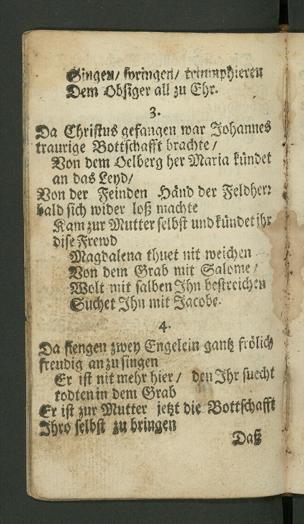 Singen/ springen/ triumphieren
Dem Obsiger all zu Ehr.
3.
Da Christus gefangen war Johannes
traurige Bottschafft brachte/
Von dem Oelberg her Maria kündet
an das Leyd/
Von der Feinden Händ der Feldherr
bald sich wider loß machte
Kam zur Mutter selbst und kündet ihr
dise Frewd
Magdalena thuet nit weichen
Von dem Grab mit Salome/
Wolt mit salben Ihn bestreichen
Suchet Ihn mit Jacobe.
4.
Da fiengen zwey Engelein gantz frölich
freudig an zu singen
Er ist nit mehr hier/ den Ihr suecht
todten in dem Grab
Er ist zur Mutter jetzt die Bottschafft
Ihro selbst zu bringen
Daß